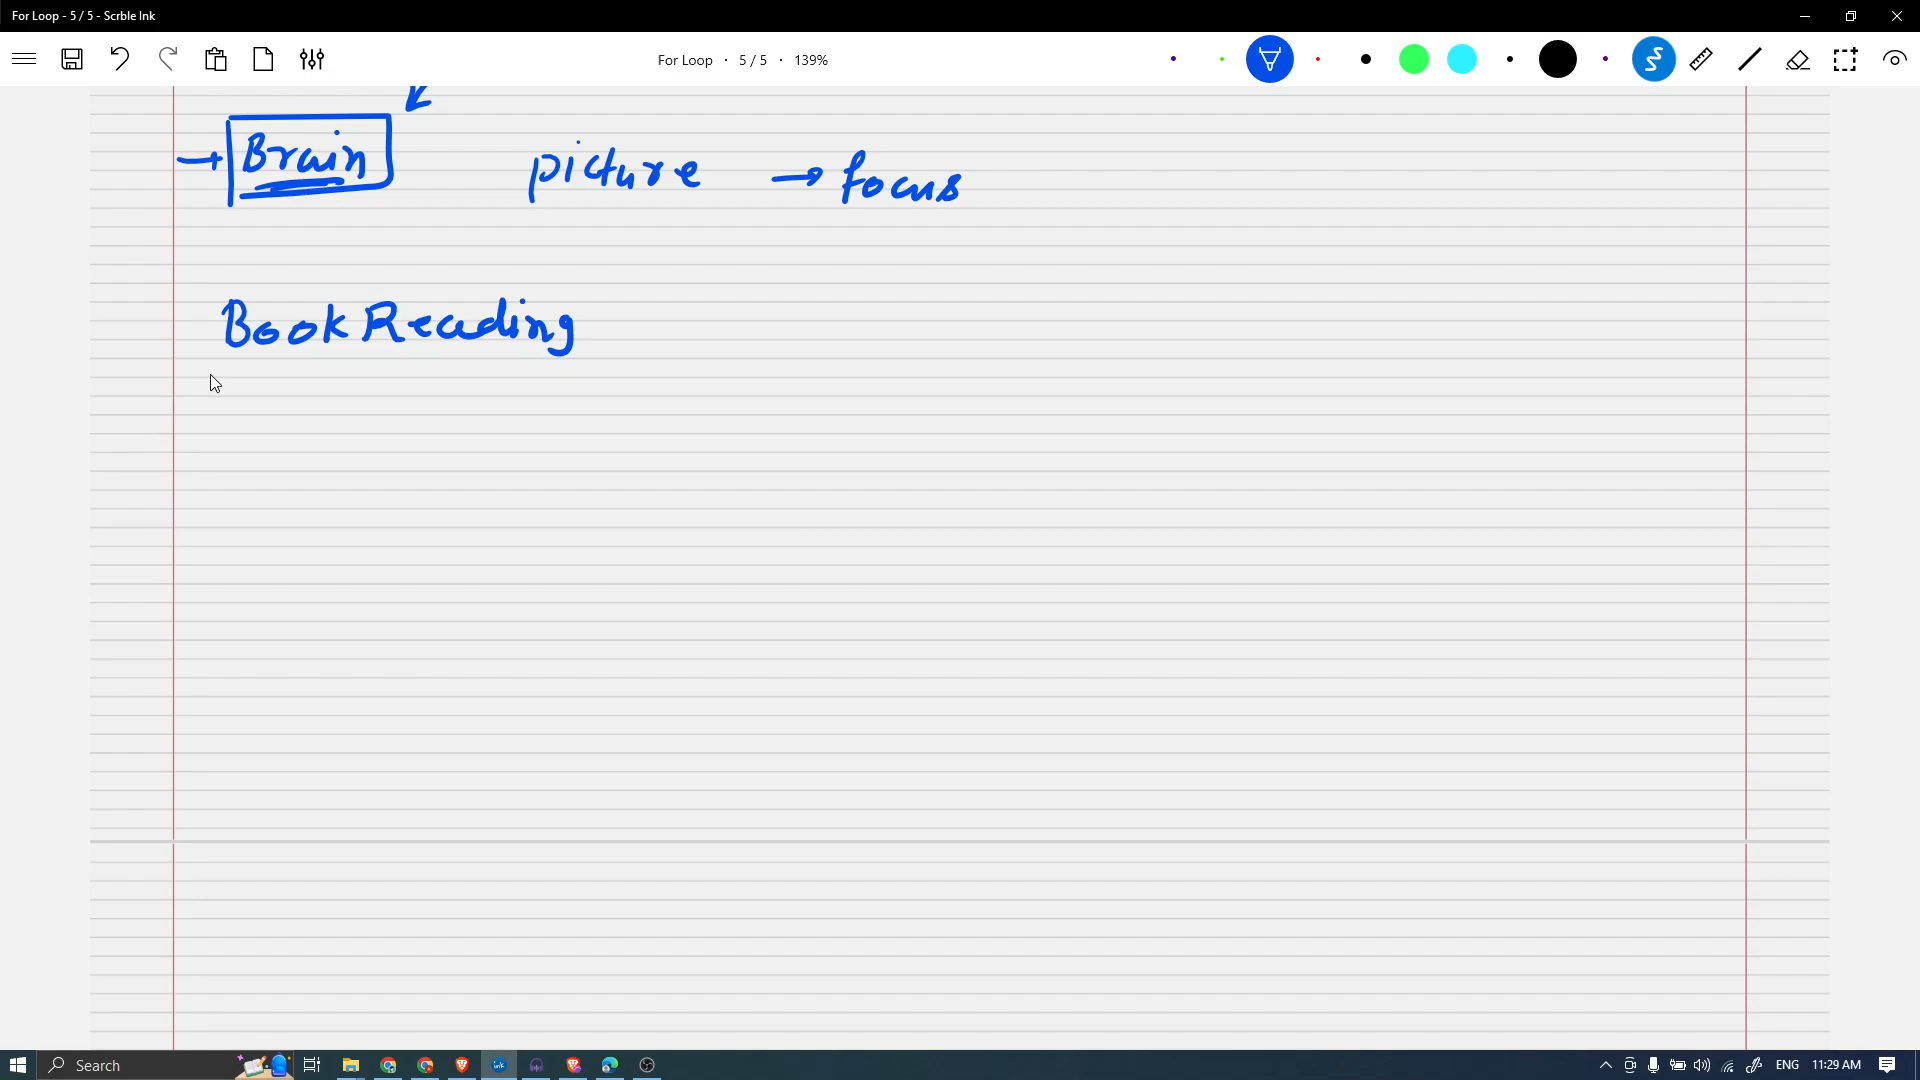 For Loop - 5 / 5 - Scrble Ink
For Loop · 5 / 5 · 139%
→ Brain picture → focus
Book Reading
Search
ink
ENG 11:29 AM